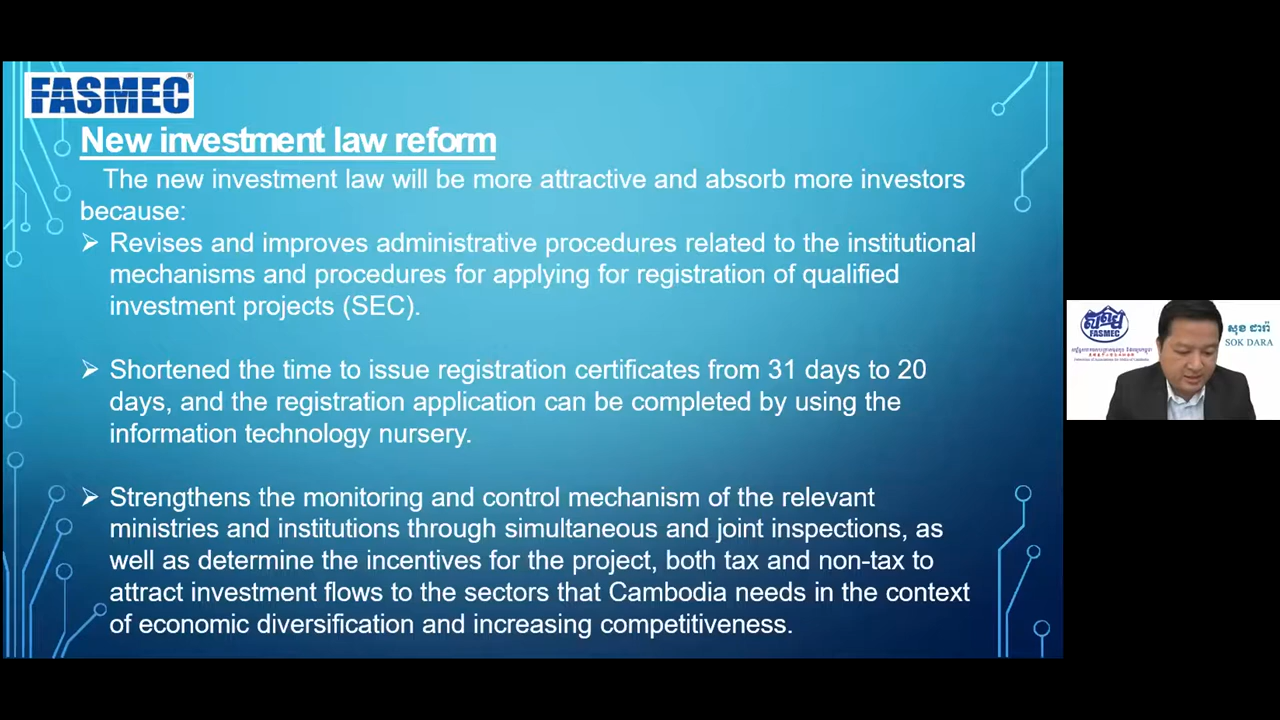 FASMEC®
New investment law reform
The new investment law will be more attractive and absorb more investors
because:
➢ Revises and improves administrative procedures related to the institutional
mechanisms and procedures for applying for registration of qualified
investment projects (SEC).
➢ Shortened the time to issue registration certificates from 31 days to 20
days, and the registration application can be completed by using the
information technology nursery.
➢ Strengthens the monitoring and control mechanism of the relevant
ministries and institutions through simultaneous and joint inspections, as
well as determine the incentives for the project, both tax and non-tax to
attract investment flows to the sectors that Cambodia needs in the context
of economic diversification and increasing competitiveness.
FASMEC
សុខ ដារ៉ា
SOK DARA